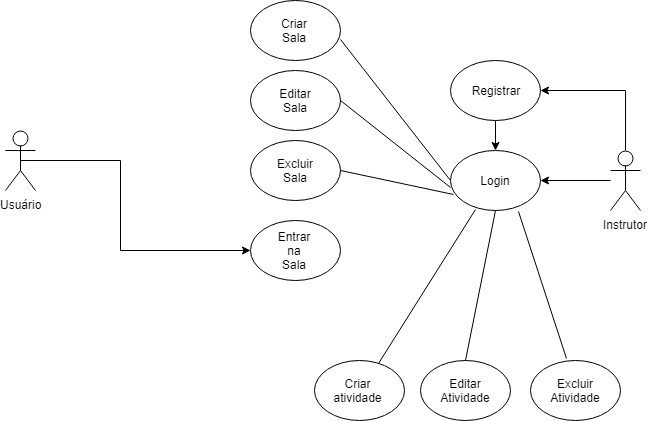 Criar
Sala
Editar
Sala
Registrar
Excluir
Sala
Login
Usuário
Instrutor
Entrar
na
Sala
Criar
atividade
Editar
Atividade
Excluir
Atividade